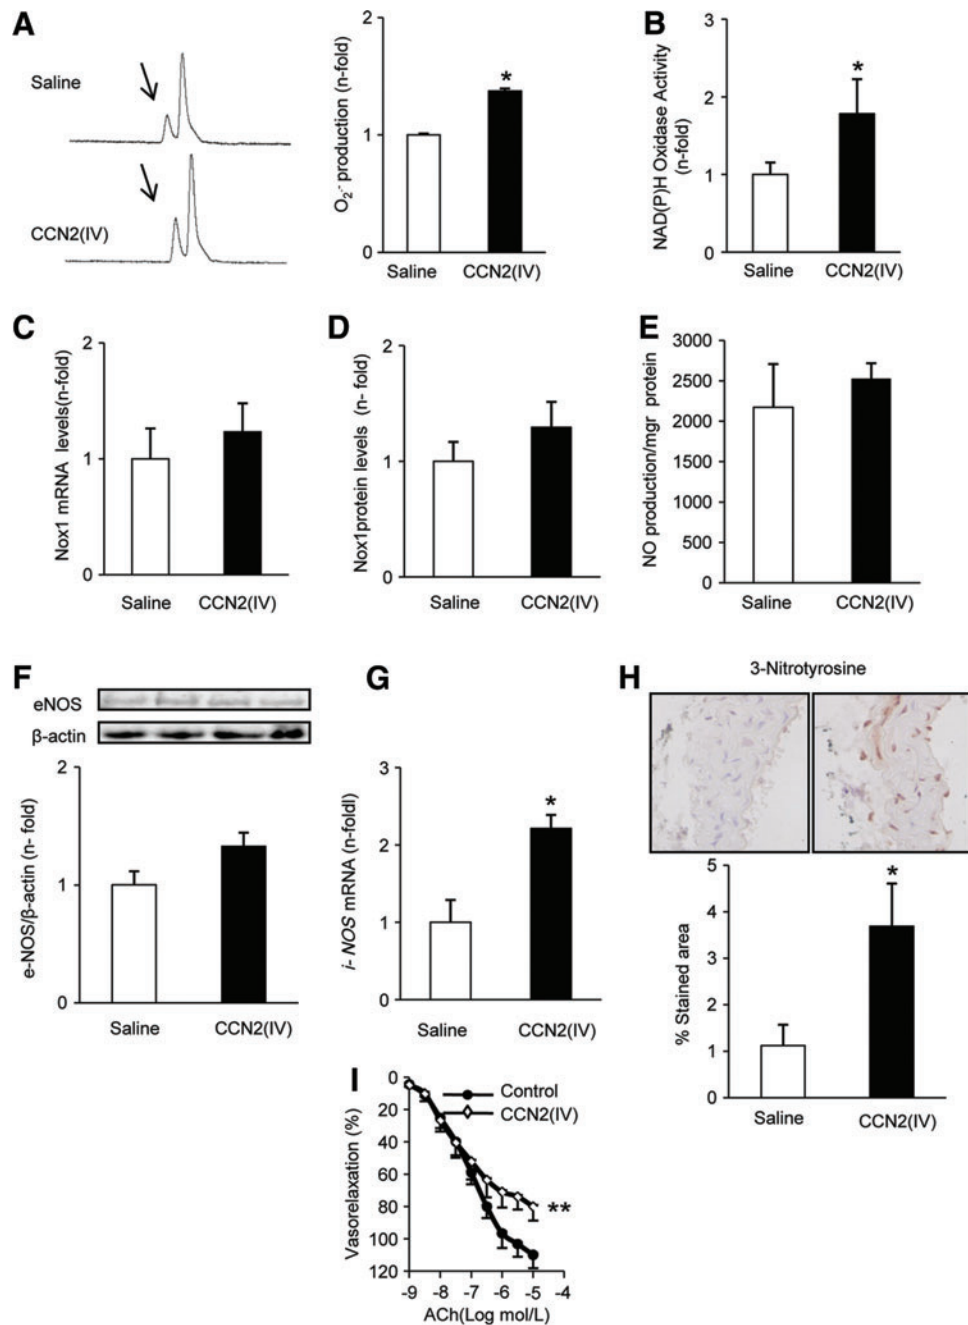 A
Saline
CCN2(IV)
O2·- production (n-fold)
2
1
0
*
Saline CCN2(IV)
B
NAD(P)H Oxidase Activity
(n-fold)
3
2
1
0
*
Saline CCN2(IV)
C
Nox1 mRNA levels(n-fold)
2
1
0
Saline CCN2(IV)
D
Nox1protein levels (n- fold)
2
1
0
Saline CCN2(IV)
E
NO production/mgr protein
3000
2500
2000
1500
1000
500
0
Saline CCN2(IV)
F
eNOS
β-actin
e-NOS/β-actin (n- fold)
2
1
0
Saline CCN2(IV)
G
i- NOS mRNA (n-foldl)
3
2
1
0
*
Saline CCN2(IV)
H
3-Nitrotyrosine
% Stained area
5
4
3
2
1
0
*
Saline CCN2(IV)
I
Control
CCN2(IV)
Vasorelaxation (%)
0
20
40
60
80
100
120
**
-9 -8 -7 -6 -5 -4
ACh(Log mol/L)